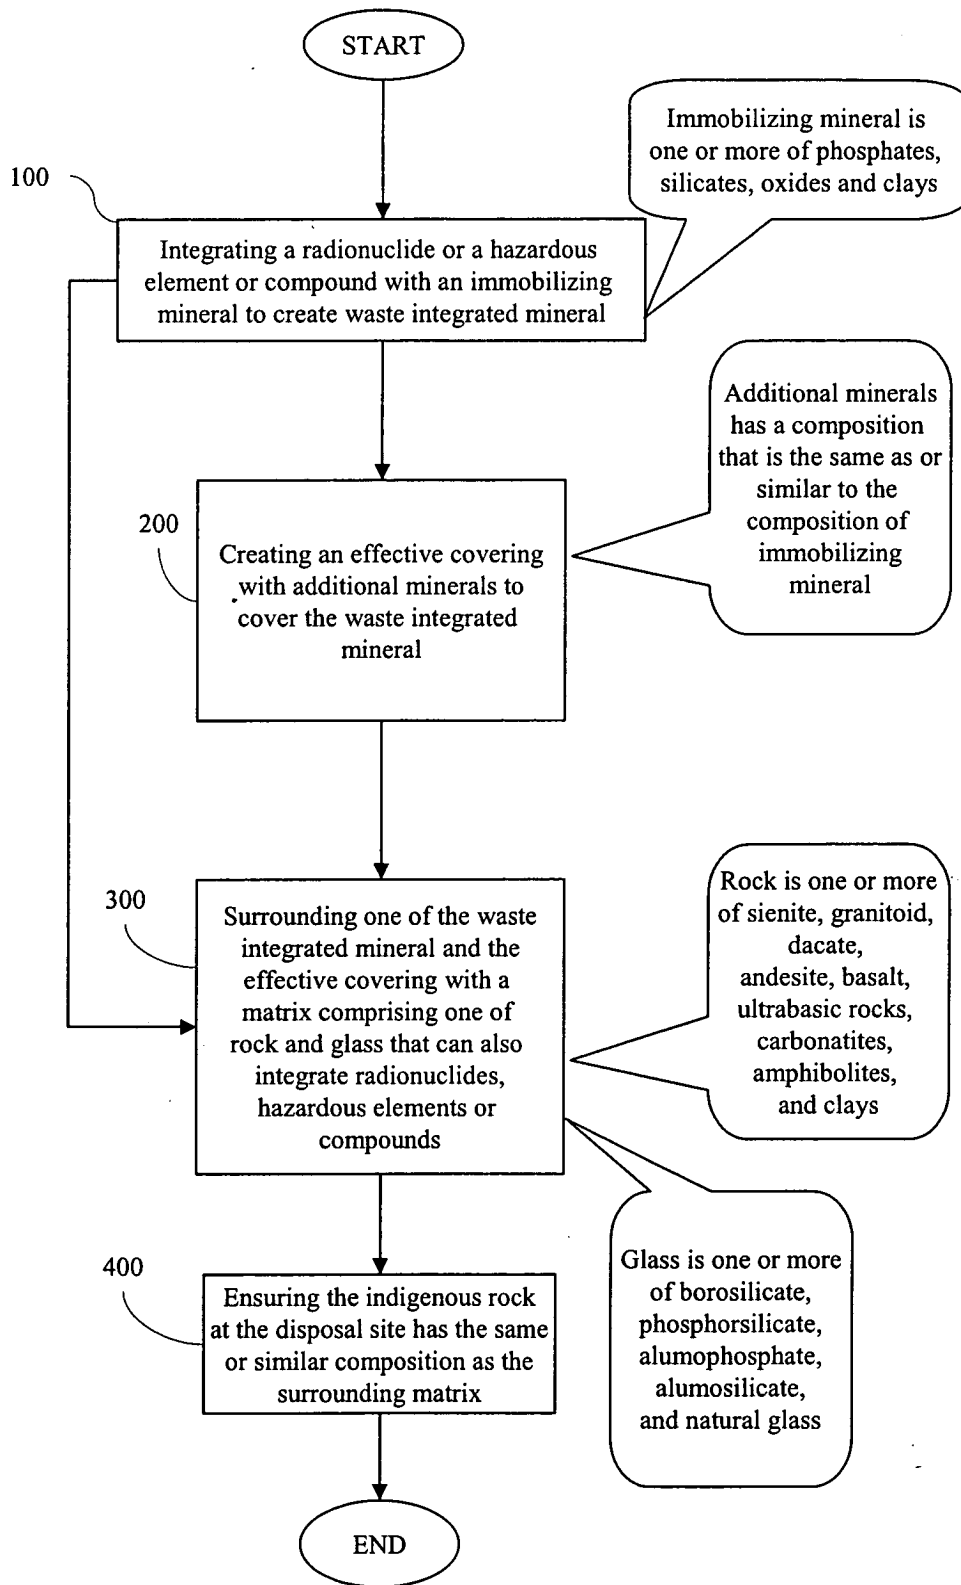 START
Immobilizing mineral is
one or more of phosphates,
silicates, oxides and clays
100
Integrating a radionuclide or a hazardous
element or compound with an immobilizing
mineral to create waste integrated mineral
Additional minerals
has a composition
that is the same as or
similar to the
composition of
immobilizing
mineral
200
Creating an effective covering
with additional minerals to
cover the waste integrated
mineral
300
Surrounding one of the waste
integrated mineral and the
effective covering with a
matrix comprising one of
rock and glass that can also
integrate radionuclides,
hazardous elements or
compounds
Rock is one or more
of sienite, granitoid,
dacate,
andesite, basalt,
ultrabasic rocks,
carbonatites,
amphibolites,
and clays
Glass is one or more
of borosilicate,
phosphorsilicate,
alumophosphate,
alumosilicate,
and natural glass
400
Ensuring the indigenous rock
at the disposal site has the same
or similar composition as the
surrounding matrix
END